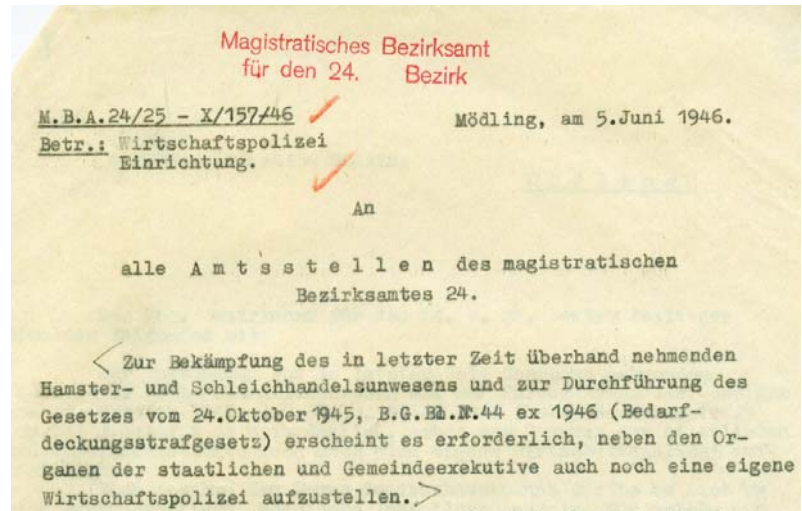 Magistratisches Bezirksamt
für den 24. Bezirk
M.B.A.24/25 - X/157/46
Mödling, am 5.Juni 1946.
Betr.: Wirtschaftspolizei
Einrichtung.
An
alle Amtsstellen des magistratischen
Bezirksamtes 24.
Zur Bekämpfung des in letzter Zeit überhand nehmenden
Hamster- und Schleichhandelsunwesens und zur Durchführung des
Gesetzes vom 24.Oktober 1945, B.G.Bl.Nr.44 ex 1946 (Bedarf-
deckungsstrafgesetz) erscheint es erforderlich, neben den Or-
ganen der staatlichen und Gemeindeexekutive auch noch eine eigene
Wirtschaftspolizei aufzustellen.